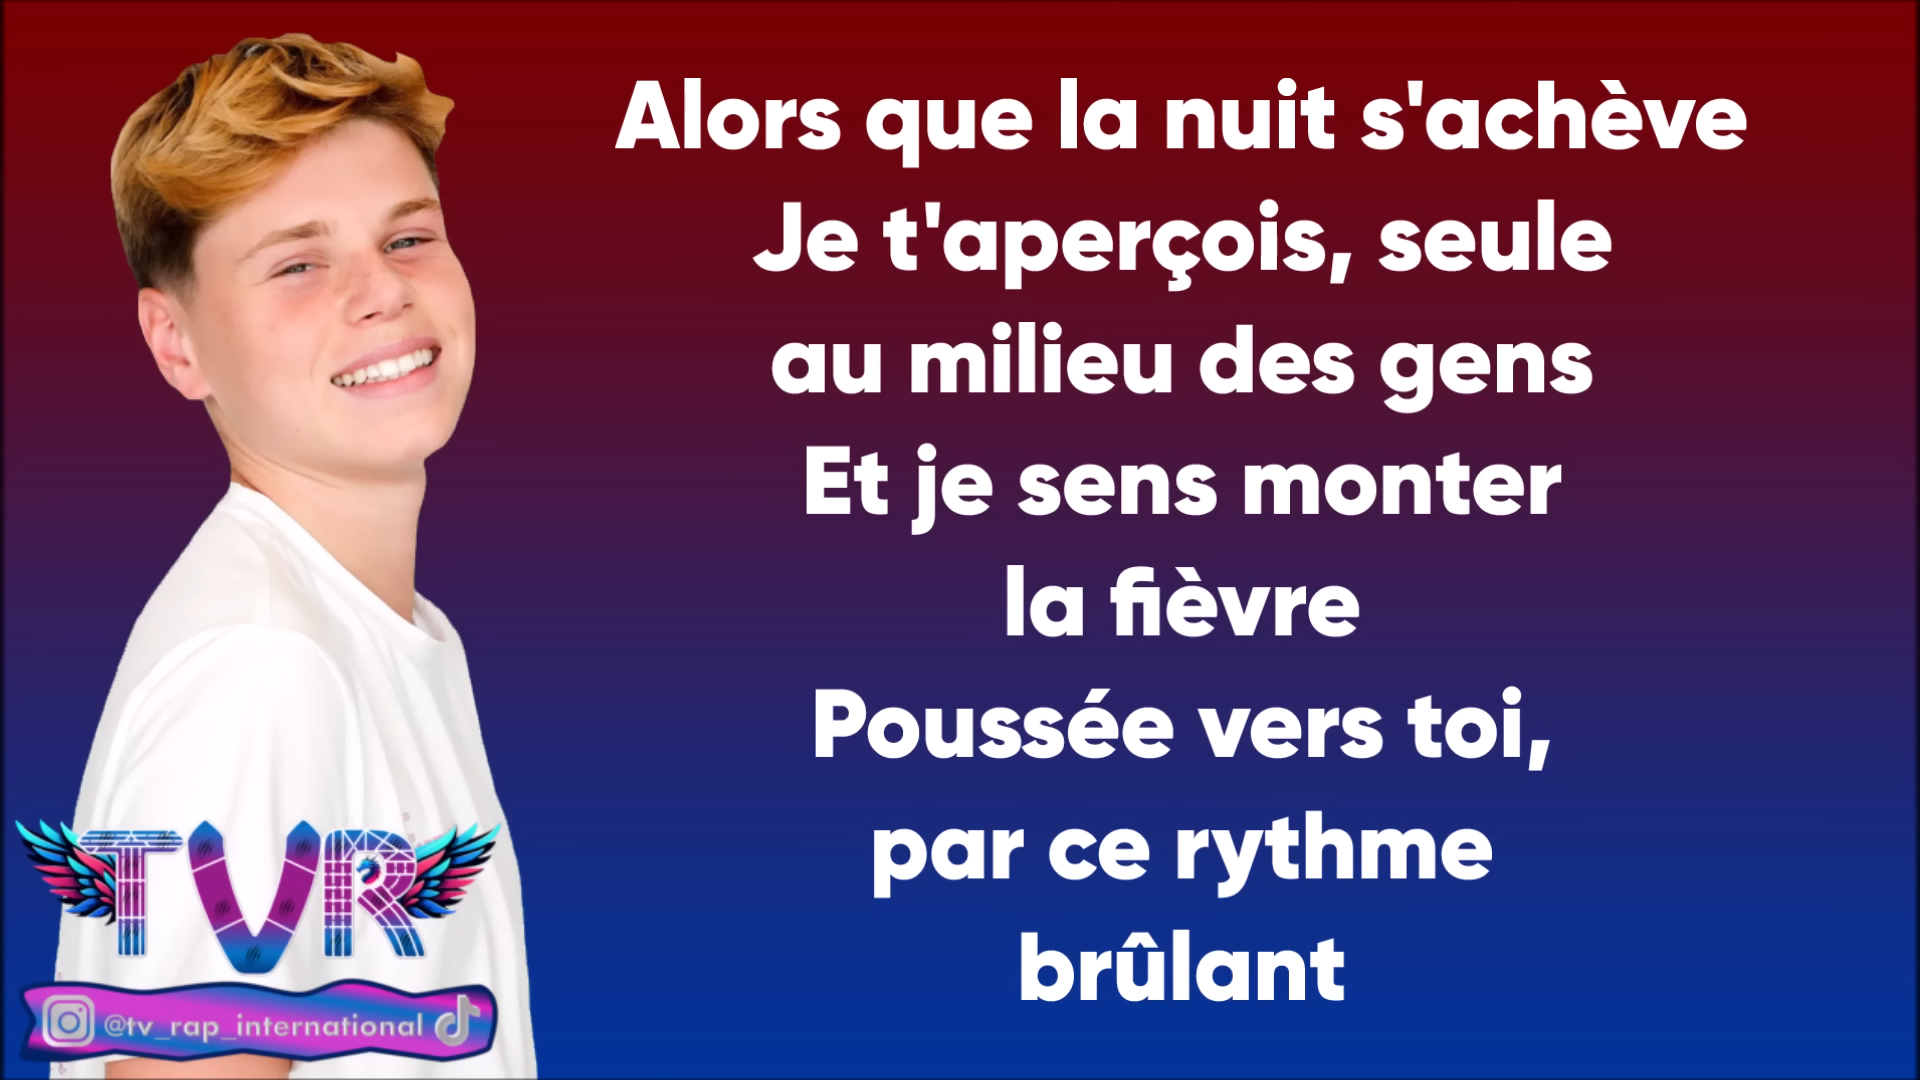 Alors que la nuit s'achève
Je t'aperçois, seule
au milieu des gens
Et je sens monter
la fièvre
Poussée vers toi,
par ce rythme
brûlant
TVR
@tv_rap_international